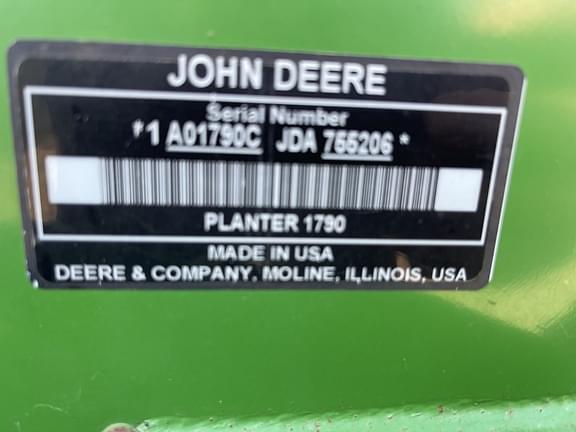 JOHN DEERE
Serial Number
*1 A01790C JDA 755206 *
PLANTER 1790
MADE IN USA
DEERE & COMPANY, MOLINE, ILLINOIS, USA